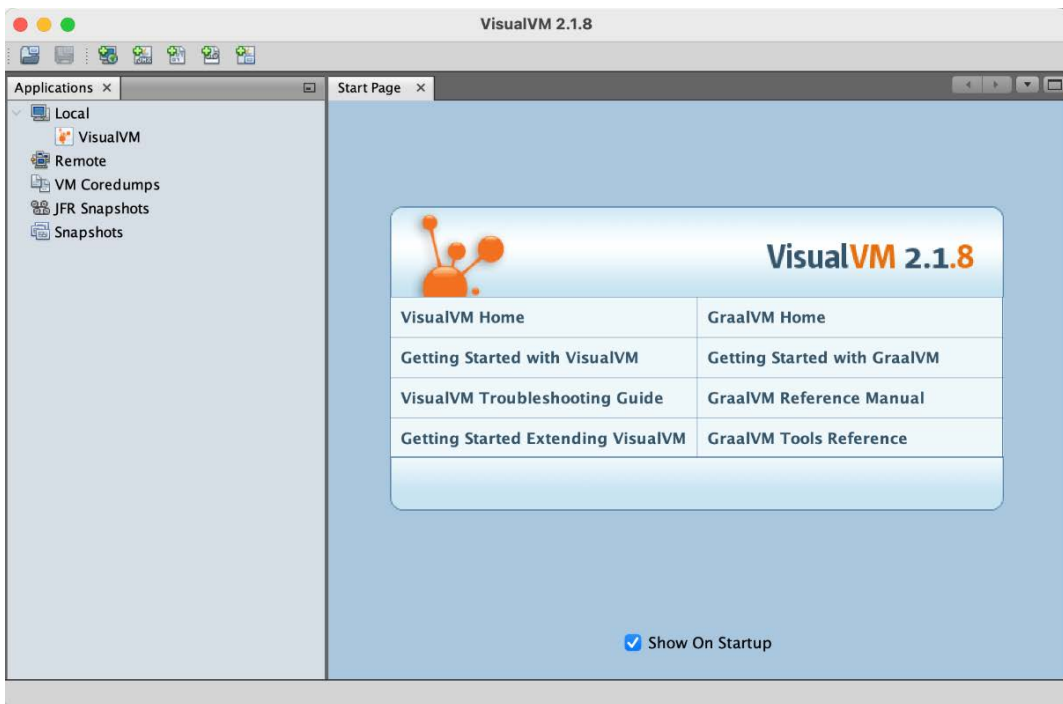 VisualVM 2.1.8
Applications
Start Page
Local
VisualVM
Remote
VM Coredumps
JFR Snapshots
Snapshots
VisualVM 2.1.8
VisualVM Home
GraalVM Home
Getting Started with VisualVM
Getting Started with GraalVM
VisualVM Troubleshooting Guide
GraalVM Reference Manual
Getting Started Extending VisualVM
GraalVM Tools Reference
Show On Startup